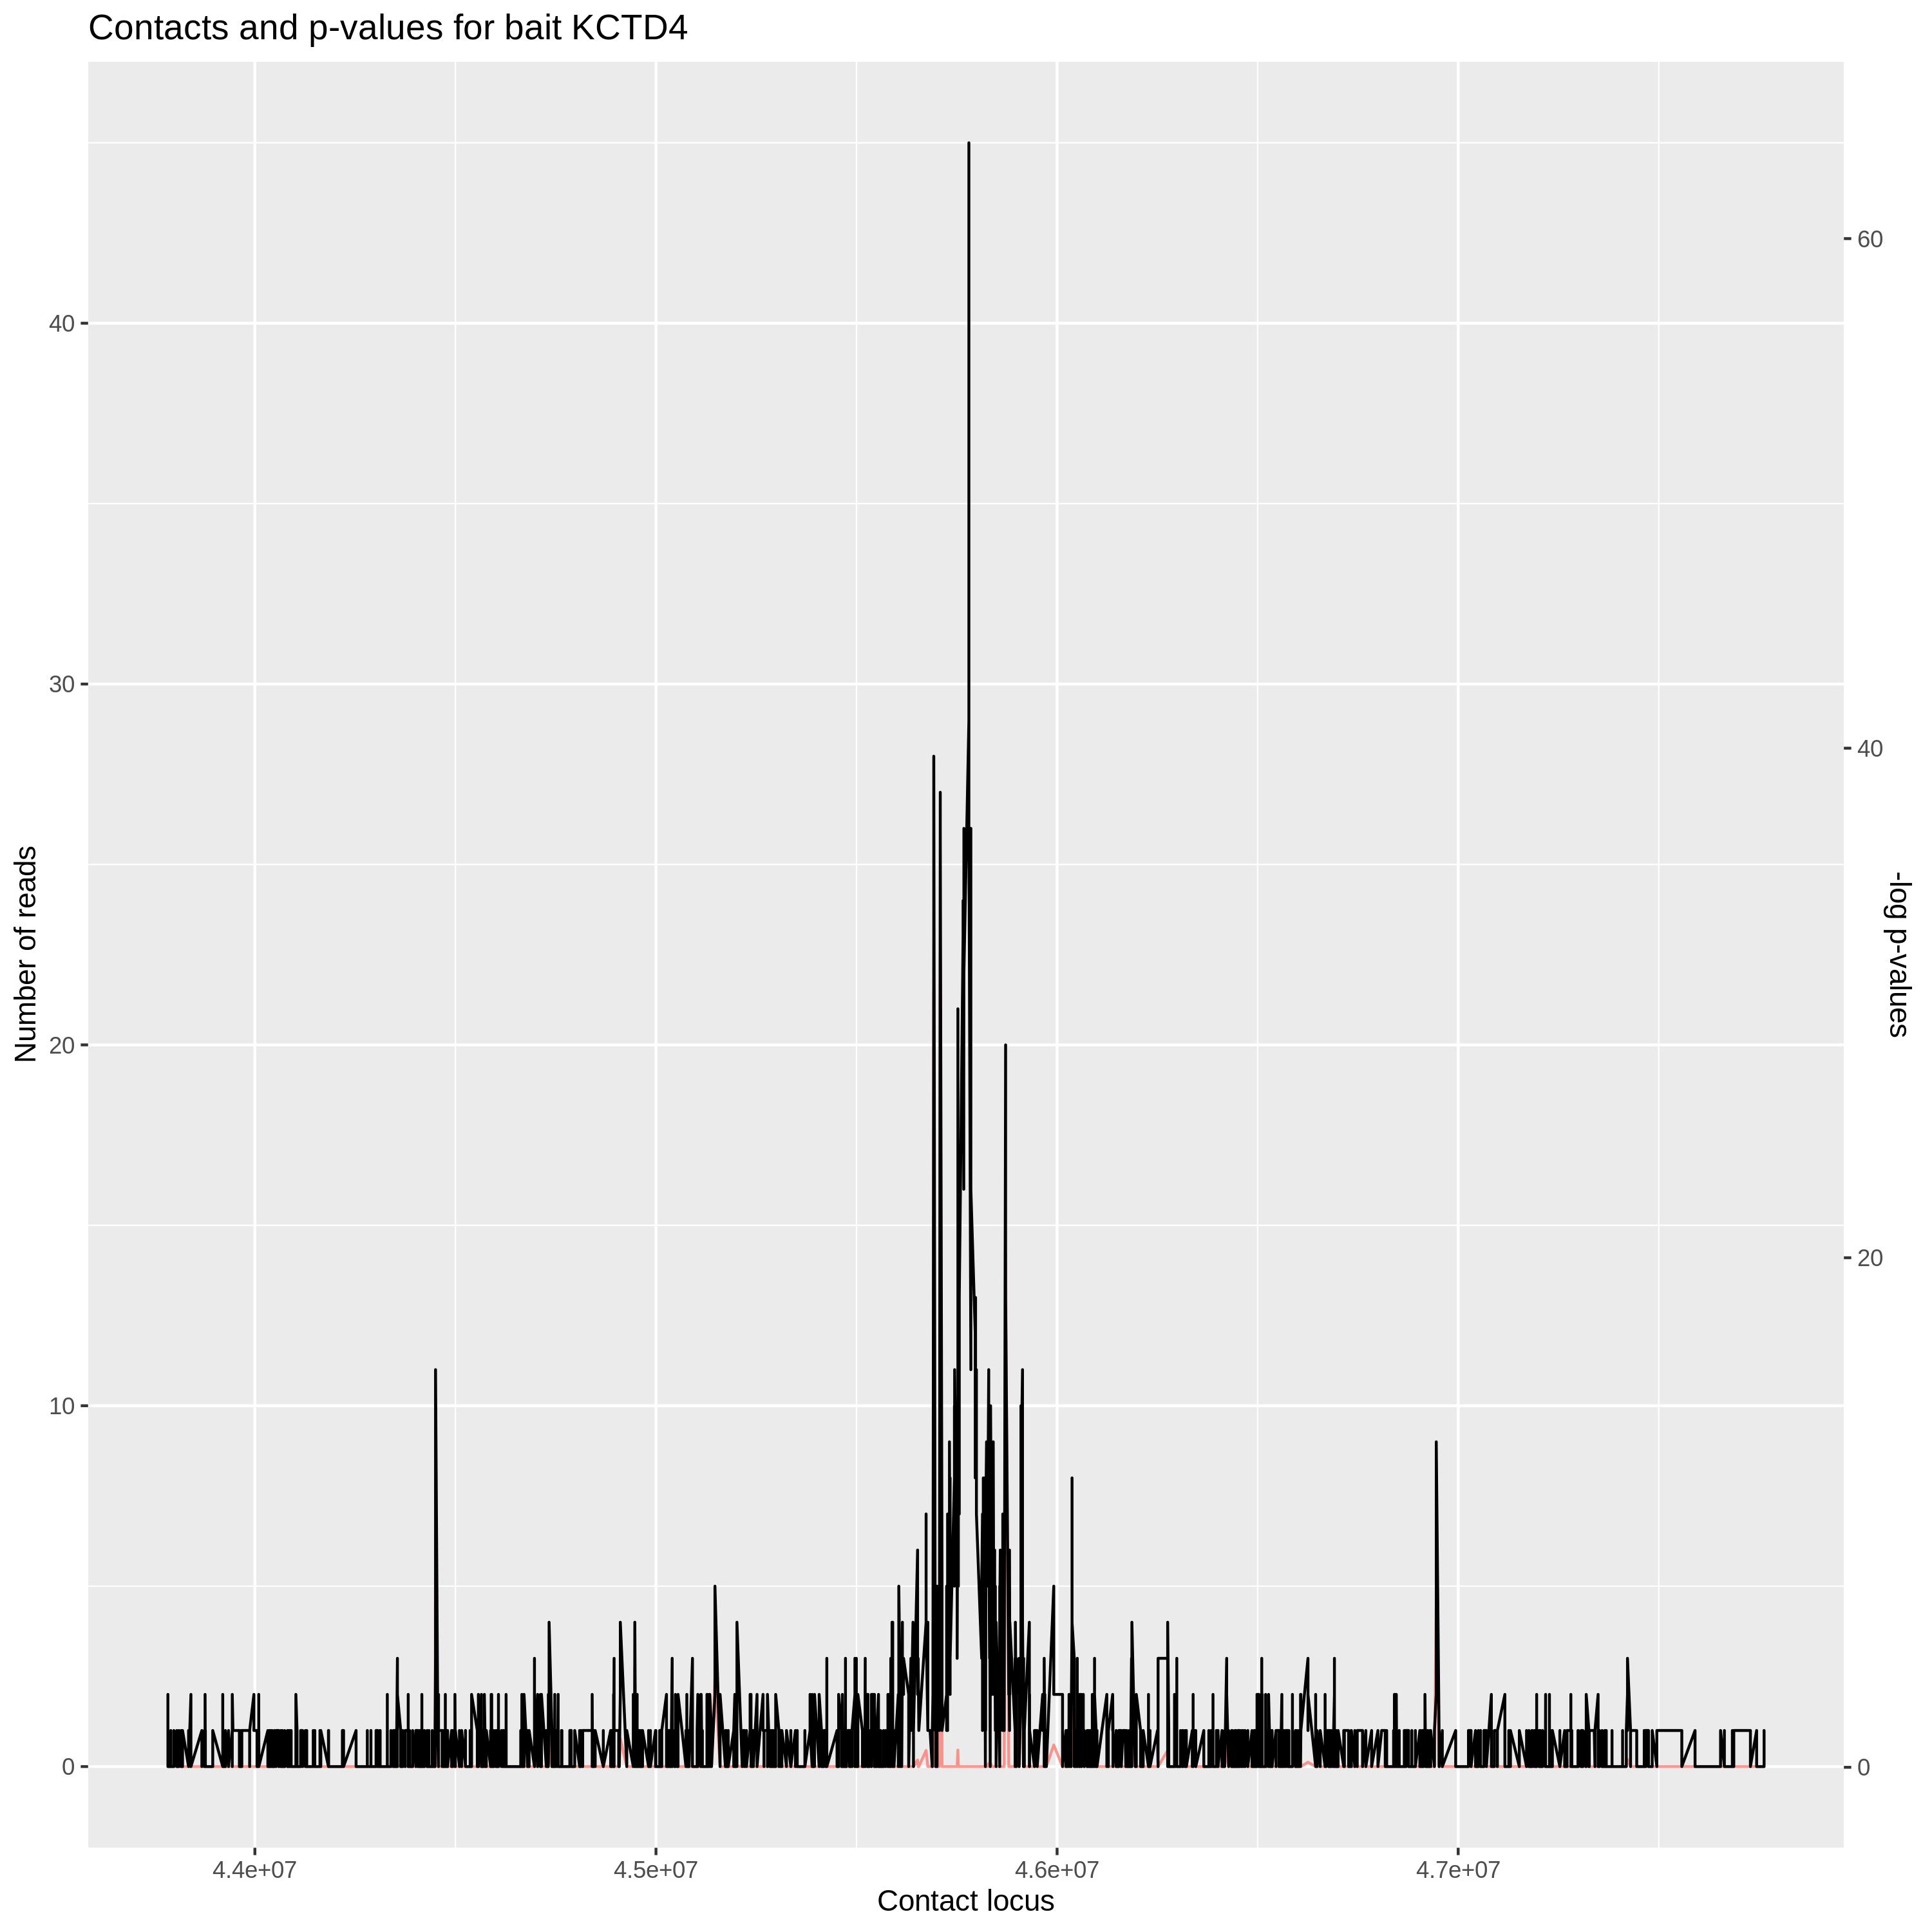 Contacts and p-values for bait KCTD4
Number of reads
40
30
20
10
0
60
40
20
0
-log p-values
4.4e+07
4.5e+07
4.6e+07
4.7e+07
Contact locus